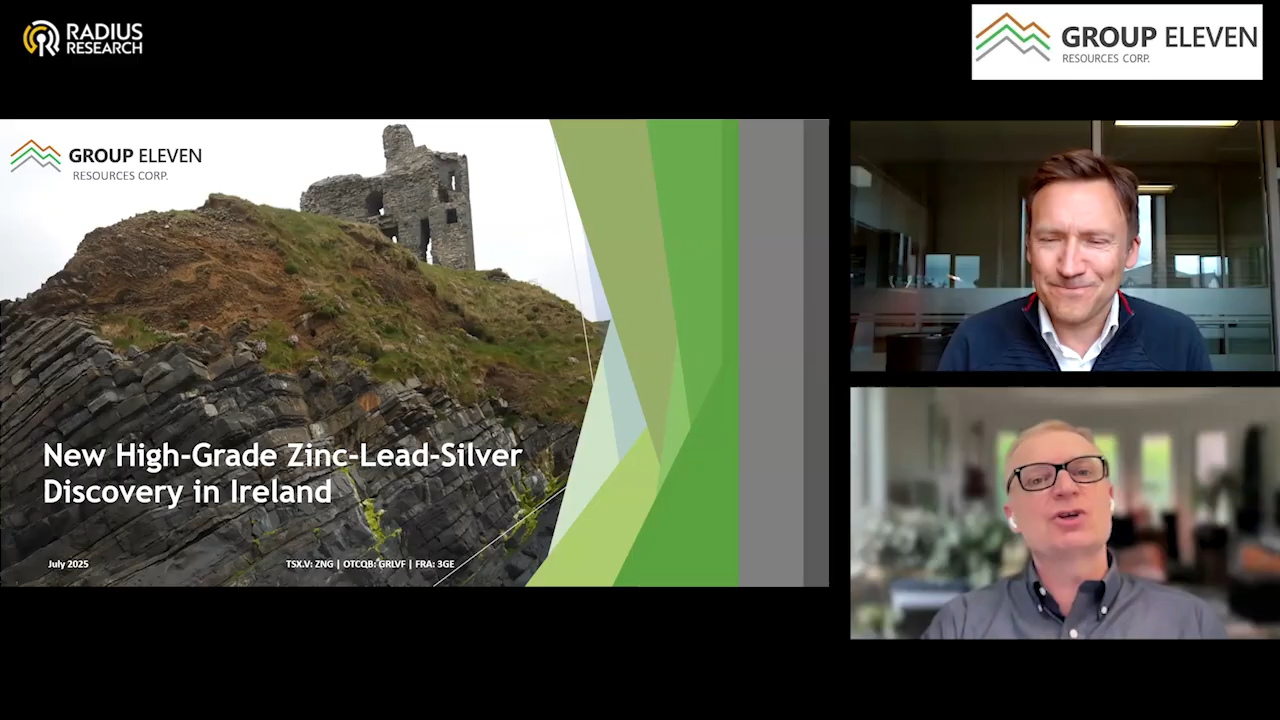 RADIUS
RESEARCH
GROUP ELEVEN
RESOURCES CORP.
GROUP ELEVEN
RESOURCES CORP.
New High-Grade Zinc-Lead-Silver
Discovery in Ireland
July 2025
TSX.V: ZNG | OTCQB: GRLVF | FRA: 3GE